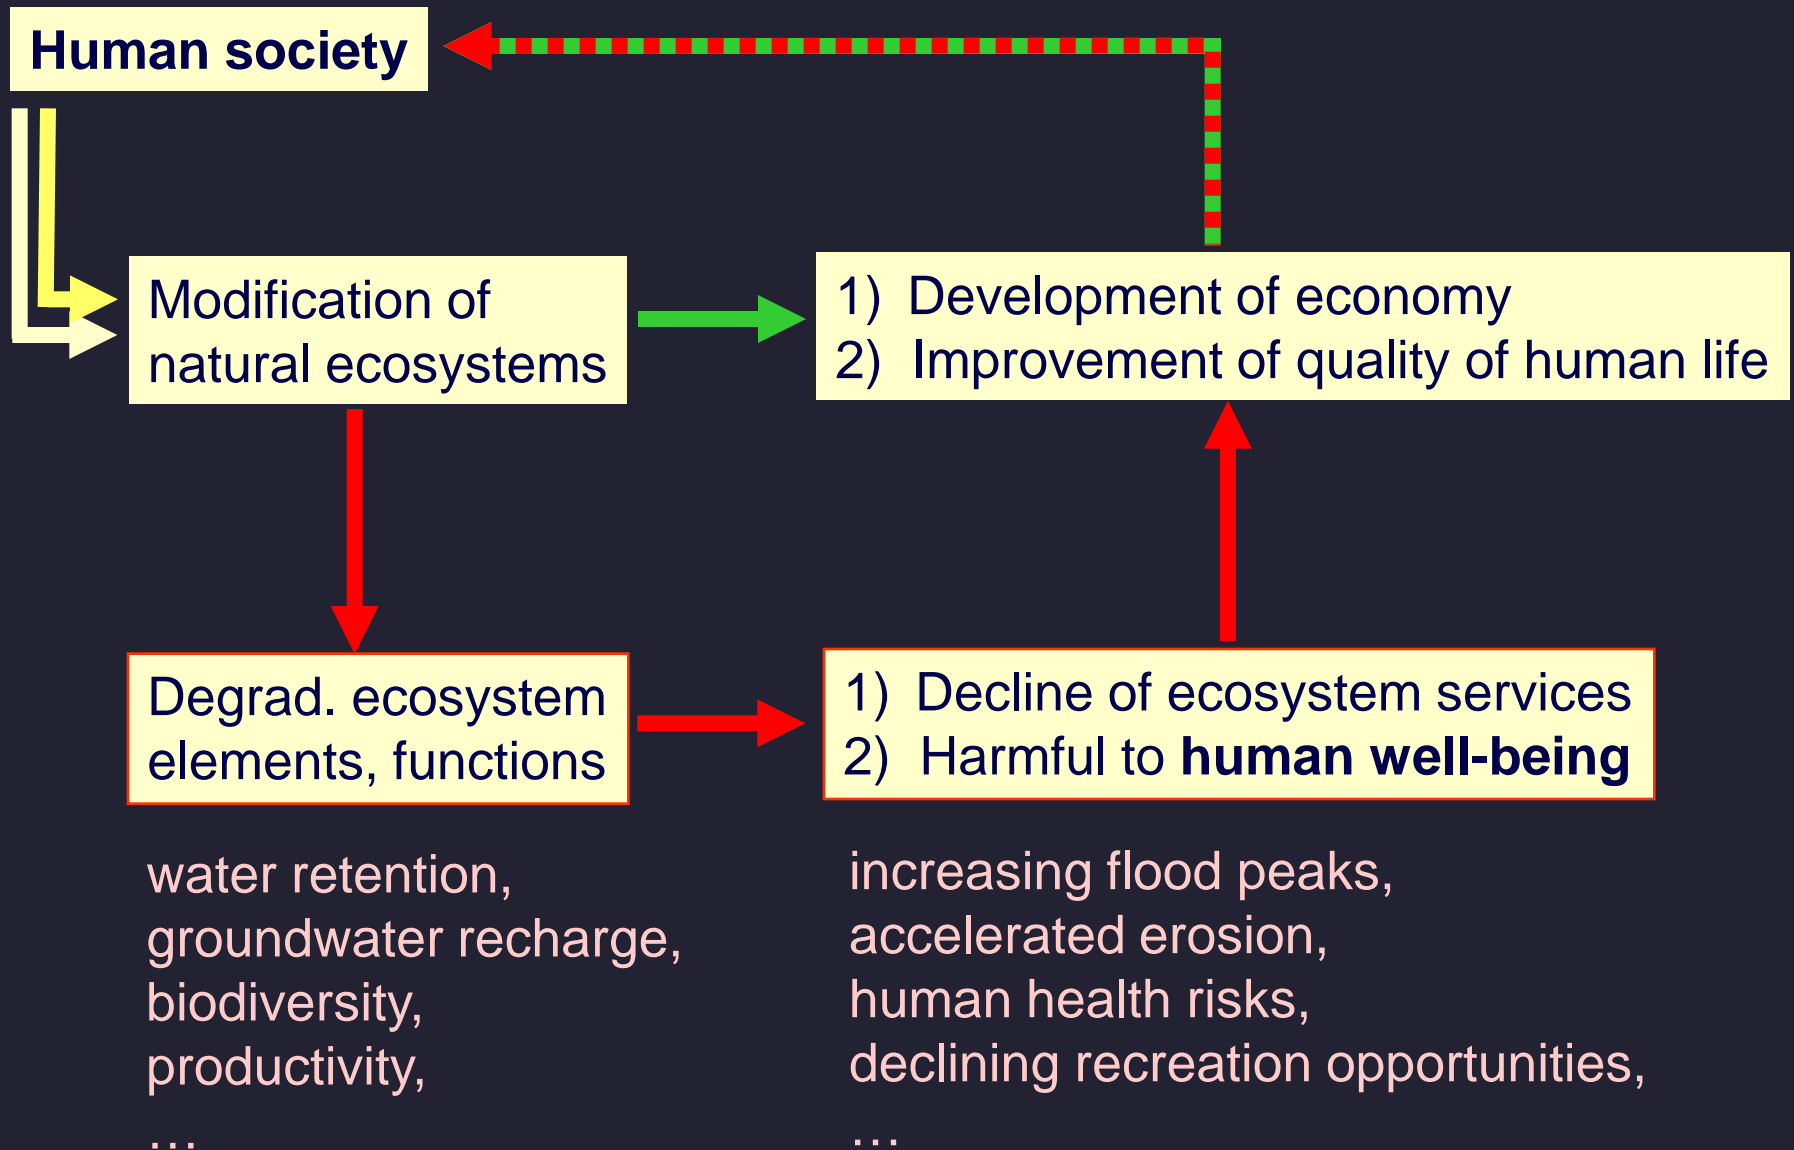 Human society
Modification of
natural ecosystems
1) Development of economy
2) Improvement of quality of human life
Degrad. ecosystem
elements, functions
1) Decline of ecosystem services
2) Harmful to human well-being
water retention,
groundwater recharge,
biodiversity,
productivity,
…
increasing flood peaks,
accelerated erosion,
human health risks,
declining recreation opportunities,
…